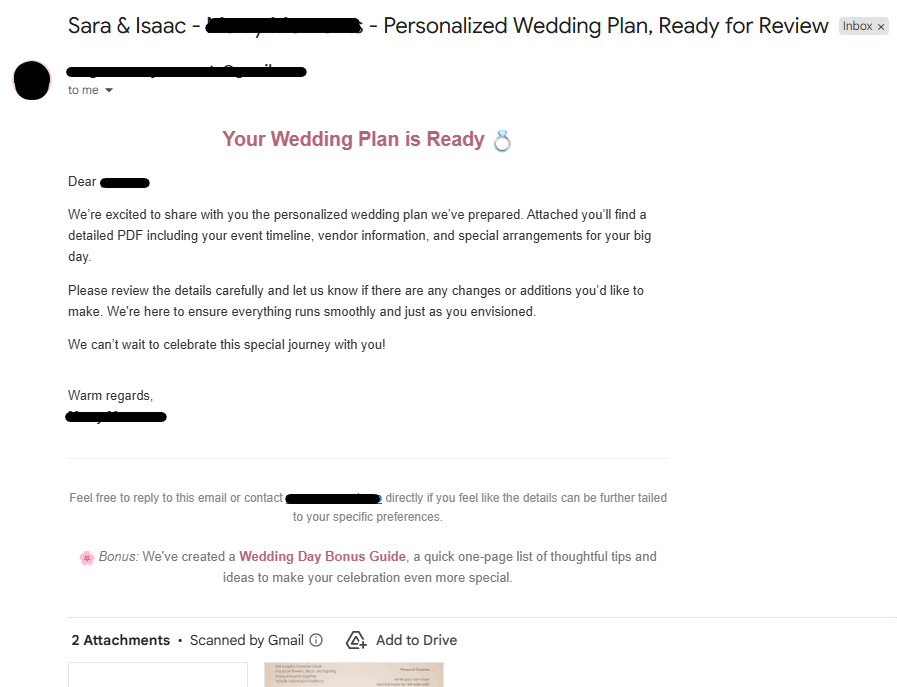 Sara & Isaac - - Personalized Wedding Plan, Ready for Review Inbox ×
to me
Your Wedding Plan is Ready 💍
Dear
We’re excited to share with you the personalized wedding plan we’ve prepared. Attached you’ll find a
detailed PDF including your event timeline, vendor information, and special arrangements for your big
day.
Please review the details carefully and let us know if there are any changes or additions you’d like to
make. We're here to ensure everything runs smoothly and just as you envisioned.
We can’t wait to celebrate this special journey with you!
Warm regards,
Feel free to reply to this email or contact directly if you feel like the details can be further tailed
to your specific preferences.
🌸 Bonus: We've created a Wedding Day Bonus Guide, a quick one-page list of thoughtful tips and
ideas to make your celebration even more special.
2 Attachments • Scanned by Gmail Add to Drive